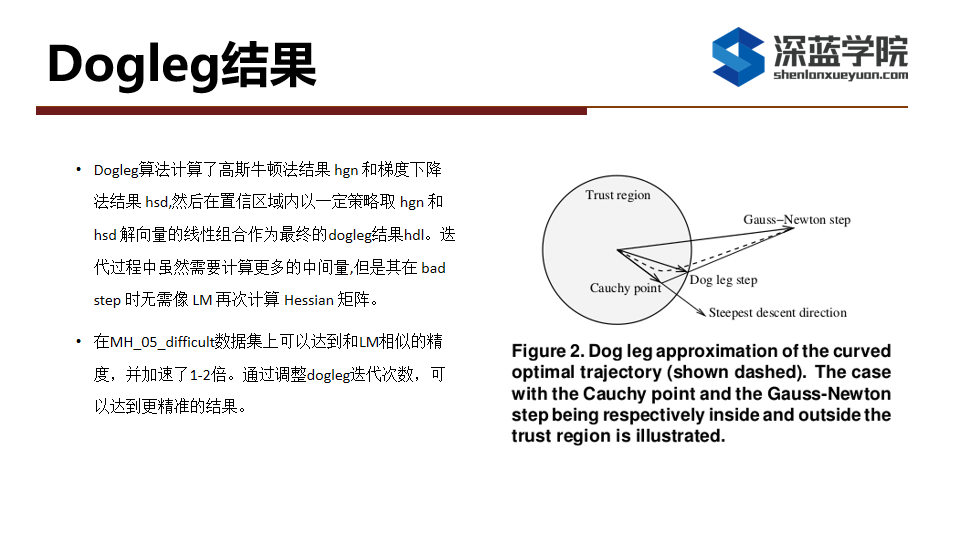 Dogleg结果
深蓝学院
shenlanxueyuan.com
• Dogleg算法计算了高斯牛顿法结果 hgn 和梯度下降
法结果 hsd,然后在置信区域内以一定策略取 hgn 和
hsd 解向量的线性组合作为最终的dogleg结果hdl。迭
代过程中虽然需要计算更多的中间量,但是其在 bad
step 时无需像 LM 再次计算 Hessian 矩阵。
• 在MH_05_difficult数据集上可以达到和LM相似的精
度，并加速了1-2倍。通过调整dogleg迭代次数，可
以达到更精准的结果。
Trust region
Gauss−Newton step
Dog leg step
Cauchy point
Steepest descent direction
Figure 2. Dog leg approximation of the curved
optimal trajectory (shown dashed). The case
with the Cauchy point and the Gauss-Newton
step being respectively inside and outside the
trust region is illustrated.